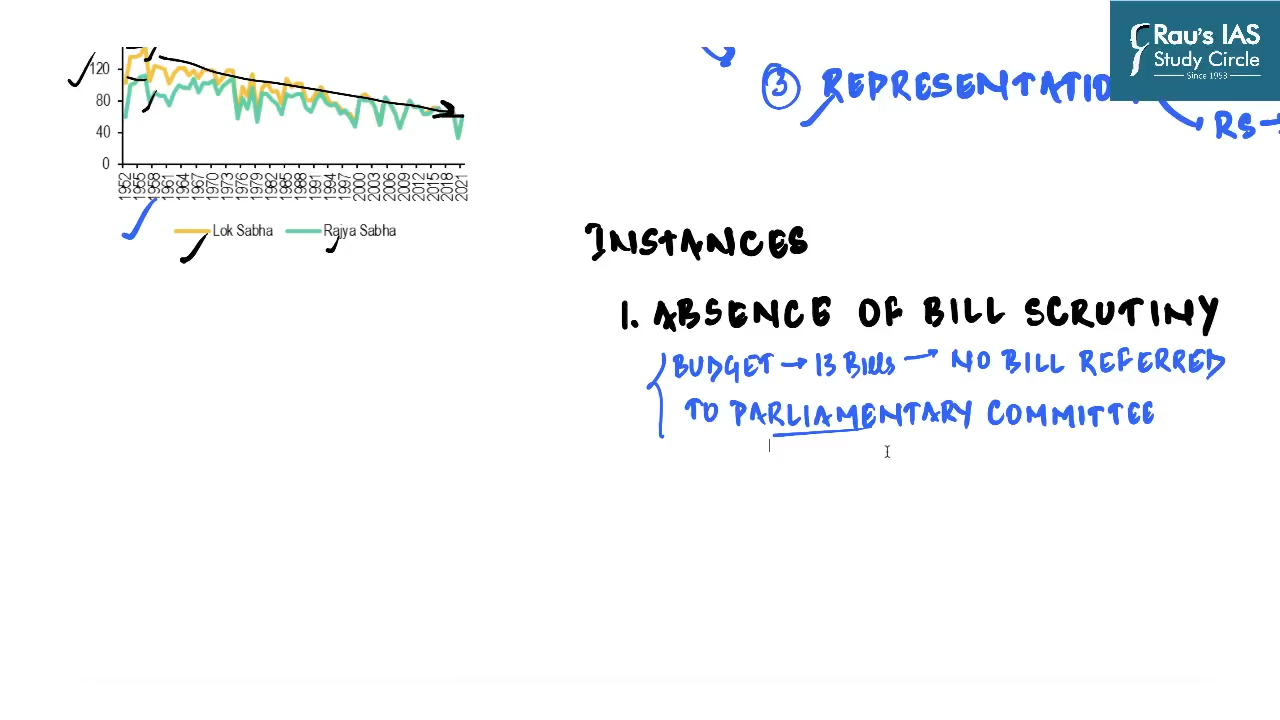 Rau's IAS
Study Circle
Since 1953
120
80
40
0
1952
1955
1958
1961
1964
1967
1970
1973
1976
1979
1982
1985
1988
1991
1994
1997
2000
2003
2006
2009
2012
2015
2018
2021
Lok Sabha Rajya Sabha
3 REPRESENTATIO
RS →
INSTANCES
1. ABSENCE OF BILL SCRUTINY
BUDGET → 13 Bills → NO BILL REFERRED
TO PARLIAMENTARY COMMITTEE